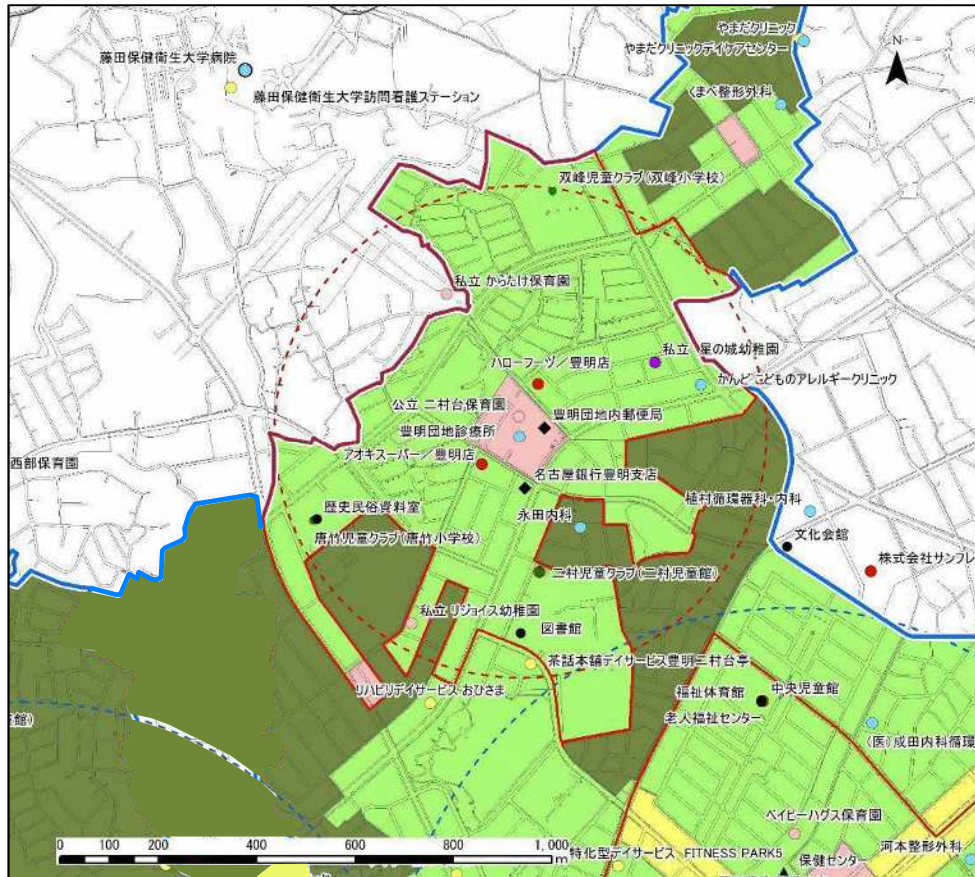 やまだクリニック
やまだクリニックデイケアセンター
N
藤田保健衛生大学病院
藤田保健衛生大学訪問看護ステーション
くまべ整形外科
双峰児童クラブ(双峰小学校)
私立 からたけ保育園
私立 星の城幼稚園
ハローフーヅ/豊明店
かんどこどものアレルギークリニック
公立 二村台保育園
豊明団地内郵便局
豊明団地診療所
アオキスーパー/豊明店
西部保育園
名古屋銀行豊明支店
歴史民俗資料室
永田内科
植村循環器科・内科
唐竹児童クラブ(唐竹小学校)
文化会館
株式会社サンフレ
二村児童クラブ(二村児童館)
私立 リジョイス幼稚園
図書館
茶話本舗デイサービス豊明二村台亭
リハビリデイサービス おひさま
福祉体育館
中央児童館
老人福祉センター
館)
(医)成田内科循環
ベイビーハウス保育園
0 50 100 200 400 600 800 1,000
m
特化型デイサービス FITNESS PARK5
保健センター
河本整形外科